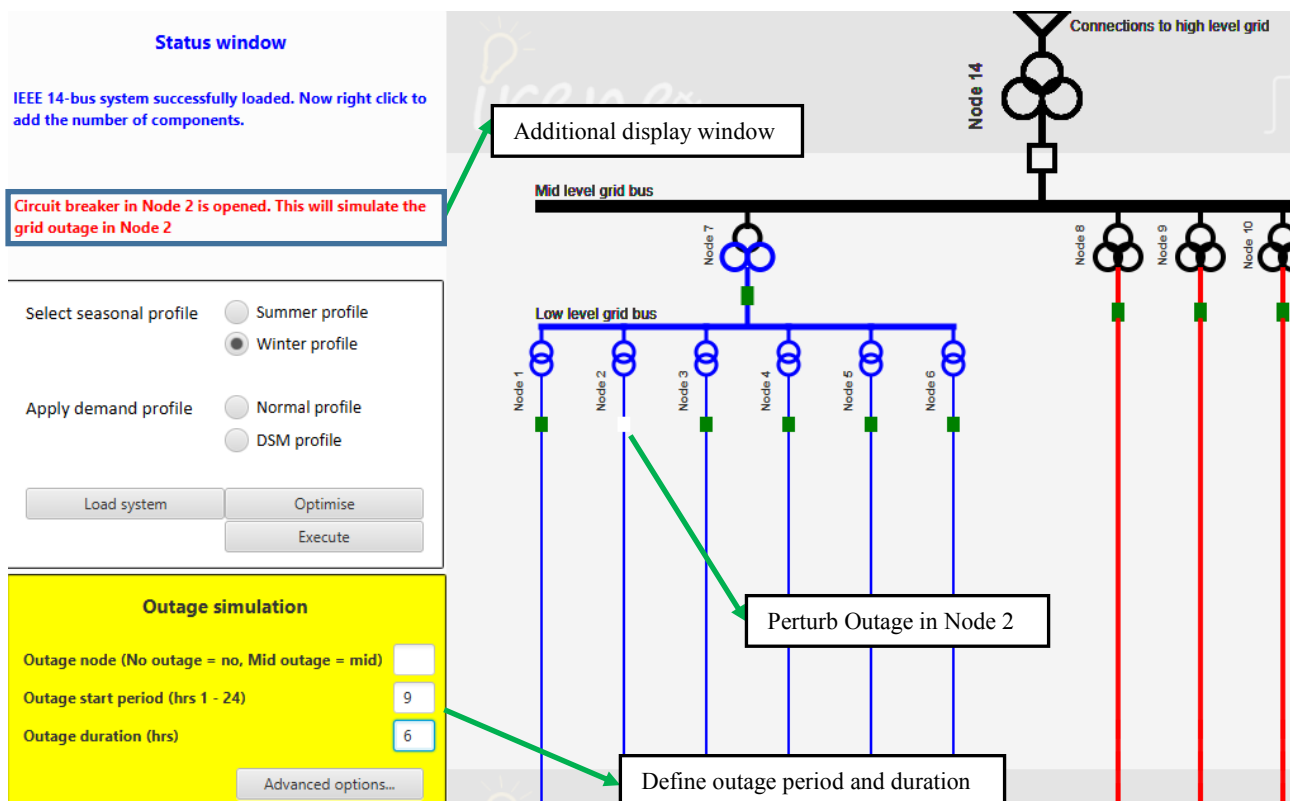 Status window
IEEE 14-bus system successfully loaded. Now right click to
add the number of components.
Circuit breaker in Node 2 is opened. This will simulate the
grid outage in Node 2
Select seasonal profile
Summer profile
Winter profile
Apply demand profile
Normal profile
DSM profile
Load system
Optimise
Execute
Outage simulation
Outage node (No outage = no, Mid outage = mid)
Outage start period (hrs 1 - 24)
9
Outage duration (hrs)
6
Advanced options...
Connections to high level grid
Node 14
Additional display window
Mid level grid bus
Node 7
Node 8
Node 9
Node 10
Low level grid bus
Node 1
Node 2
Node 3
Node 4
Node 5
Node 6
Perturb Outage in Node 2
Define outage period and duration